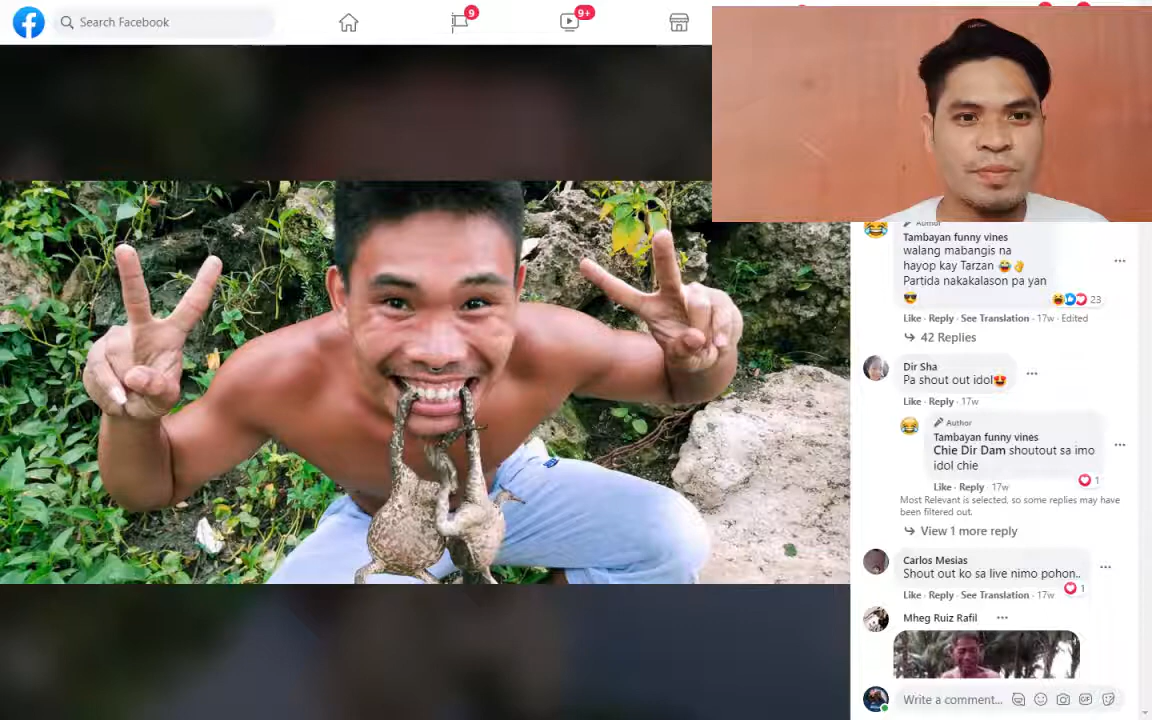 Search Facebook
9
9+
Author
Tambayan funny vines
walang mabangis na
hayop kay Tarzan 😂👌
Partida nakakalason pa yan
😎
23
Like · Reply · See Translation · 17w · Edited
42 Replies
Dir Sha
Pa shout out idol😍
Like · Reply · 17w
Author
Tambayan funny vines
Chie Dir Dam shoutout sa imo
idol chie
1
Like · Reply · 17w
Most Relevant is selected, so some replies may have
been filtered out.
View 1 more reply
Carlos Mesias
Shout out ko sa live nimo pohon..
1
Like · Reply · See Translation · 17w
Mheg Ruiz Rafil
Write a comment...
GIF